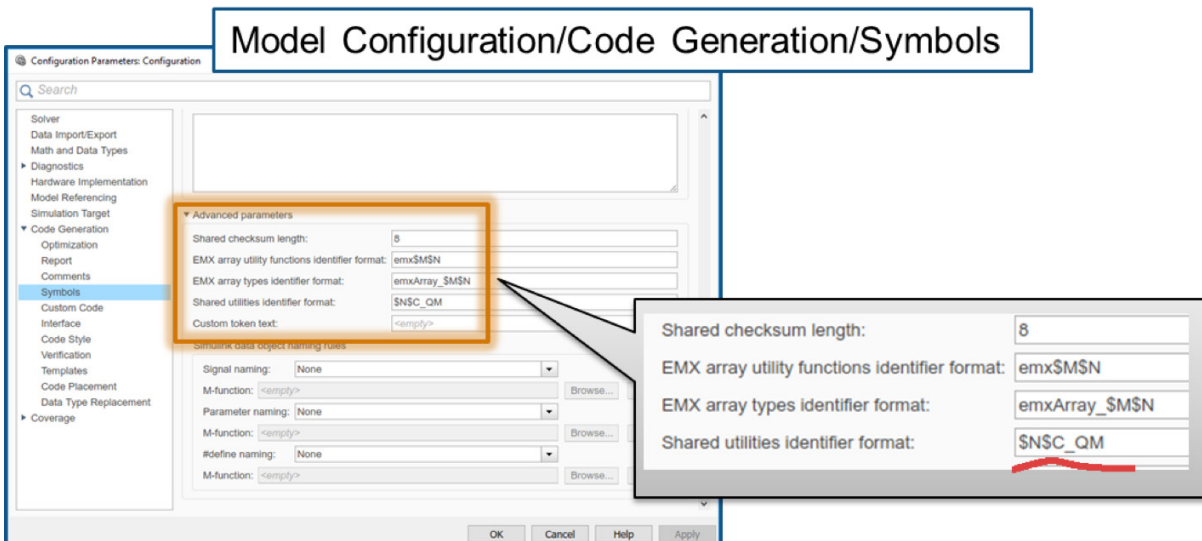 Model Configuration/Code Generation/Symbols
Configuration Parameters: Configuration
Search
Solver
Data Import/Export
Math and Data Types
Diagnostics
Hardware Implementation
Model Referencing
Simulation Target
Code Generation
Optimization
Report
Comments
Symbols
Custom Code
Interface
Code Style
Verification
Templates
Code Placement
Data Type Replacement
Coverage
Advanced parameters
Shared checksum length: 8
EMX array utility functions identifier format: emx$M$N
EMX array types identifier format: emxArray_$M$N
Shared utilities identifier format: $N$C_QM
Custom token text: <empty>
Simulink data object naming rules
Signal naming: None
M-function: <empty> Browse...
Parameter naming: None
M-function: <empty> Browse...
#define naming: None
M-function: <empty> Browse...
OK Cancel Help Apply
Shared checksum length: 8
EMX array utility functions identifier format: emx$M$N
EMX array types identifier format: emxArray_$M$N
Shared utilities identifier format: $N$C_QM